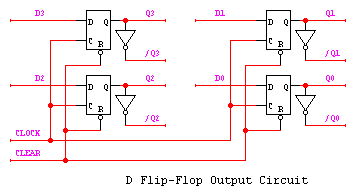 D3 D Q Q3 D1 D Q Q1
C C
R /Q3 R /Q1
D2 D Q Q2 D0 D Q Q0
C C
R /Q2 R /Q0
CLOCK
CLEAR
D Flip-Flop Output Circuit